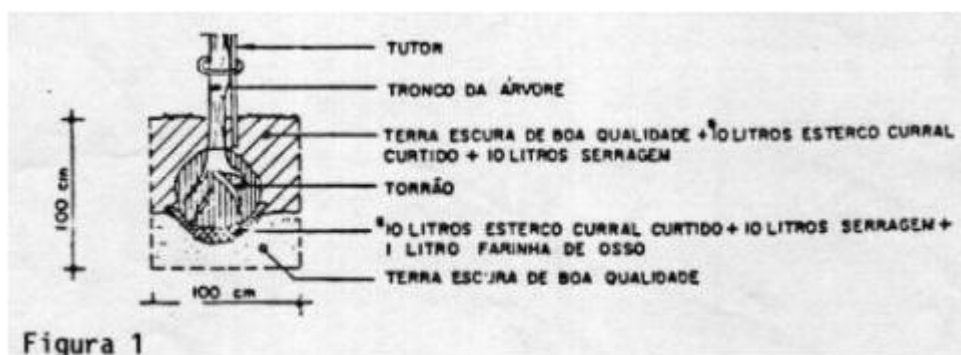 TUTOR
TRONCO DA ÁRVORE
TERRA ESCURA DE BOA QUALIDADE + *10 LITROS ESTERCO CURRAL
CURTIDO + 10 LITROS SERRAGEM
TORRÃO
*10 LITROS ESTERCO CURRAL CURTIDO + 10 LITROS SERRAGEM +
1 LITRO FARINHA DE OSSO
TERRA ESCURA DE BOA QUALIDADE
100 cm
100 cm
Figura 1